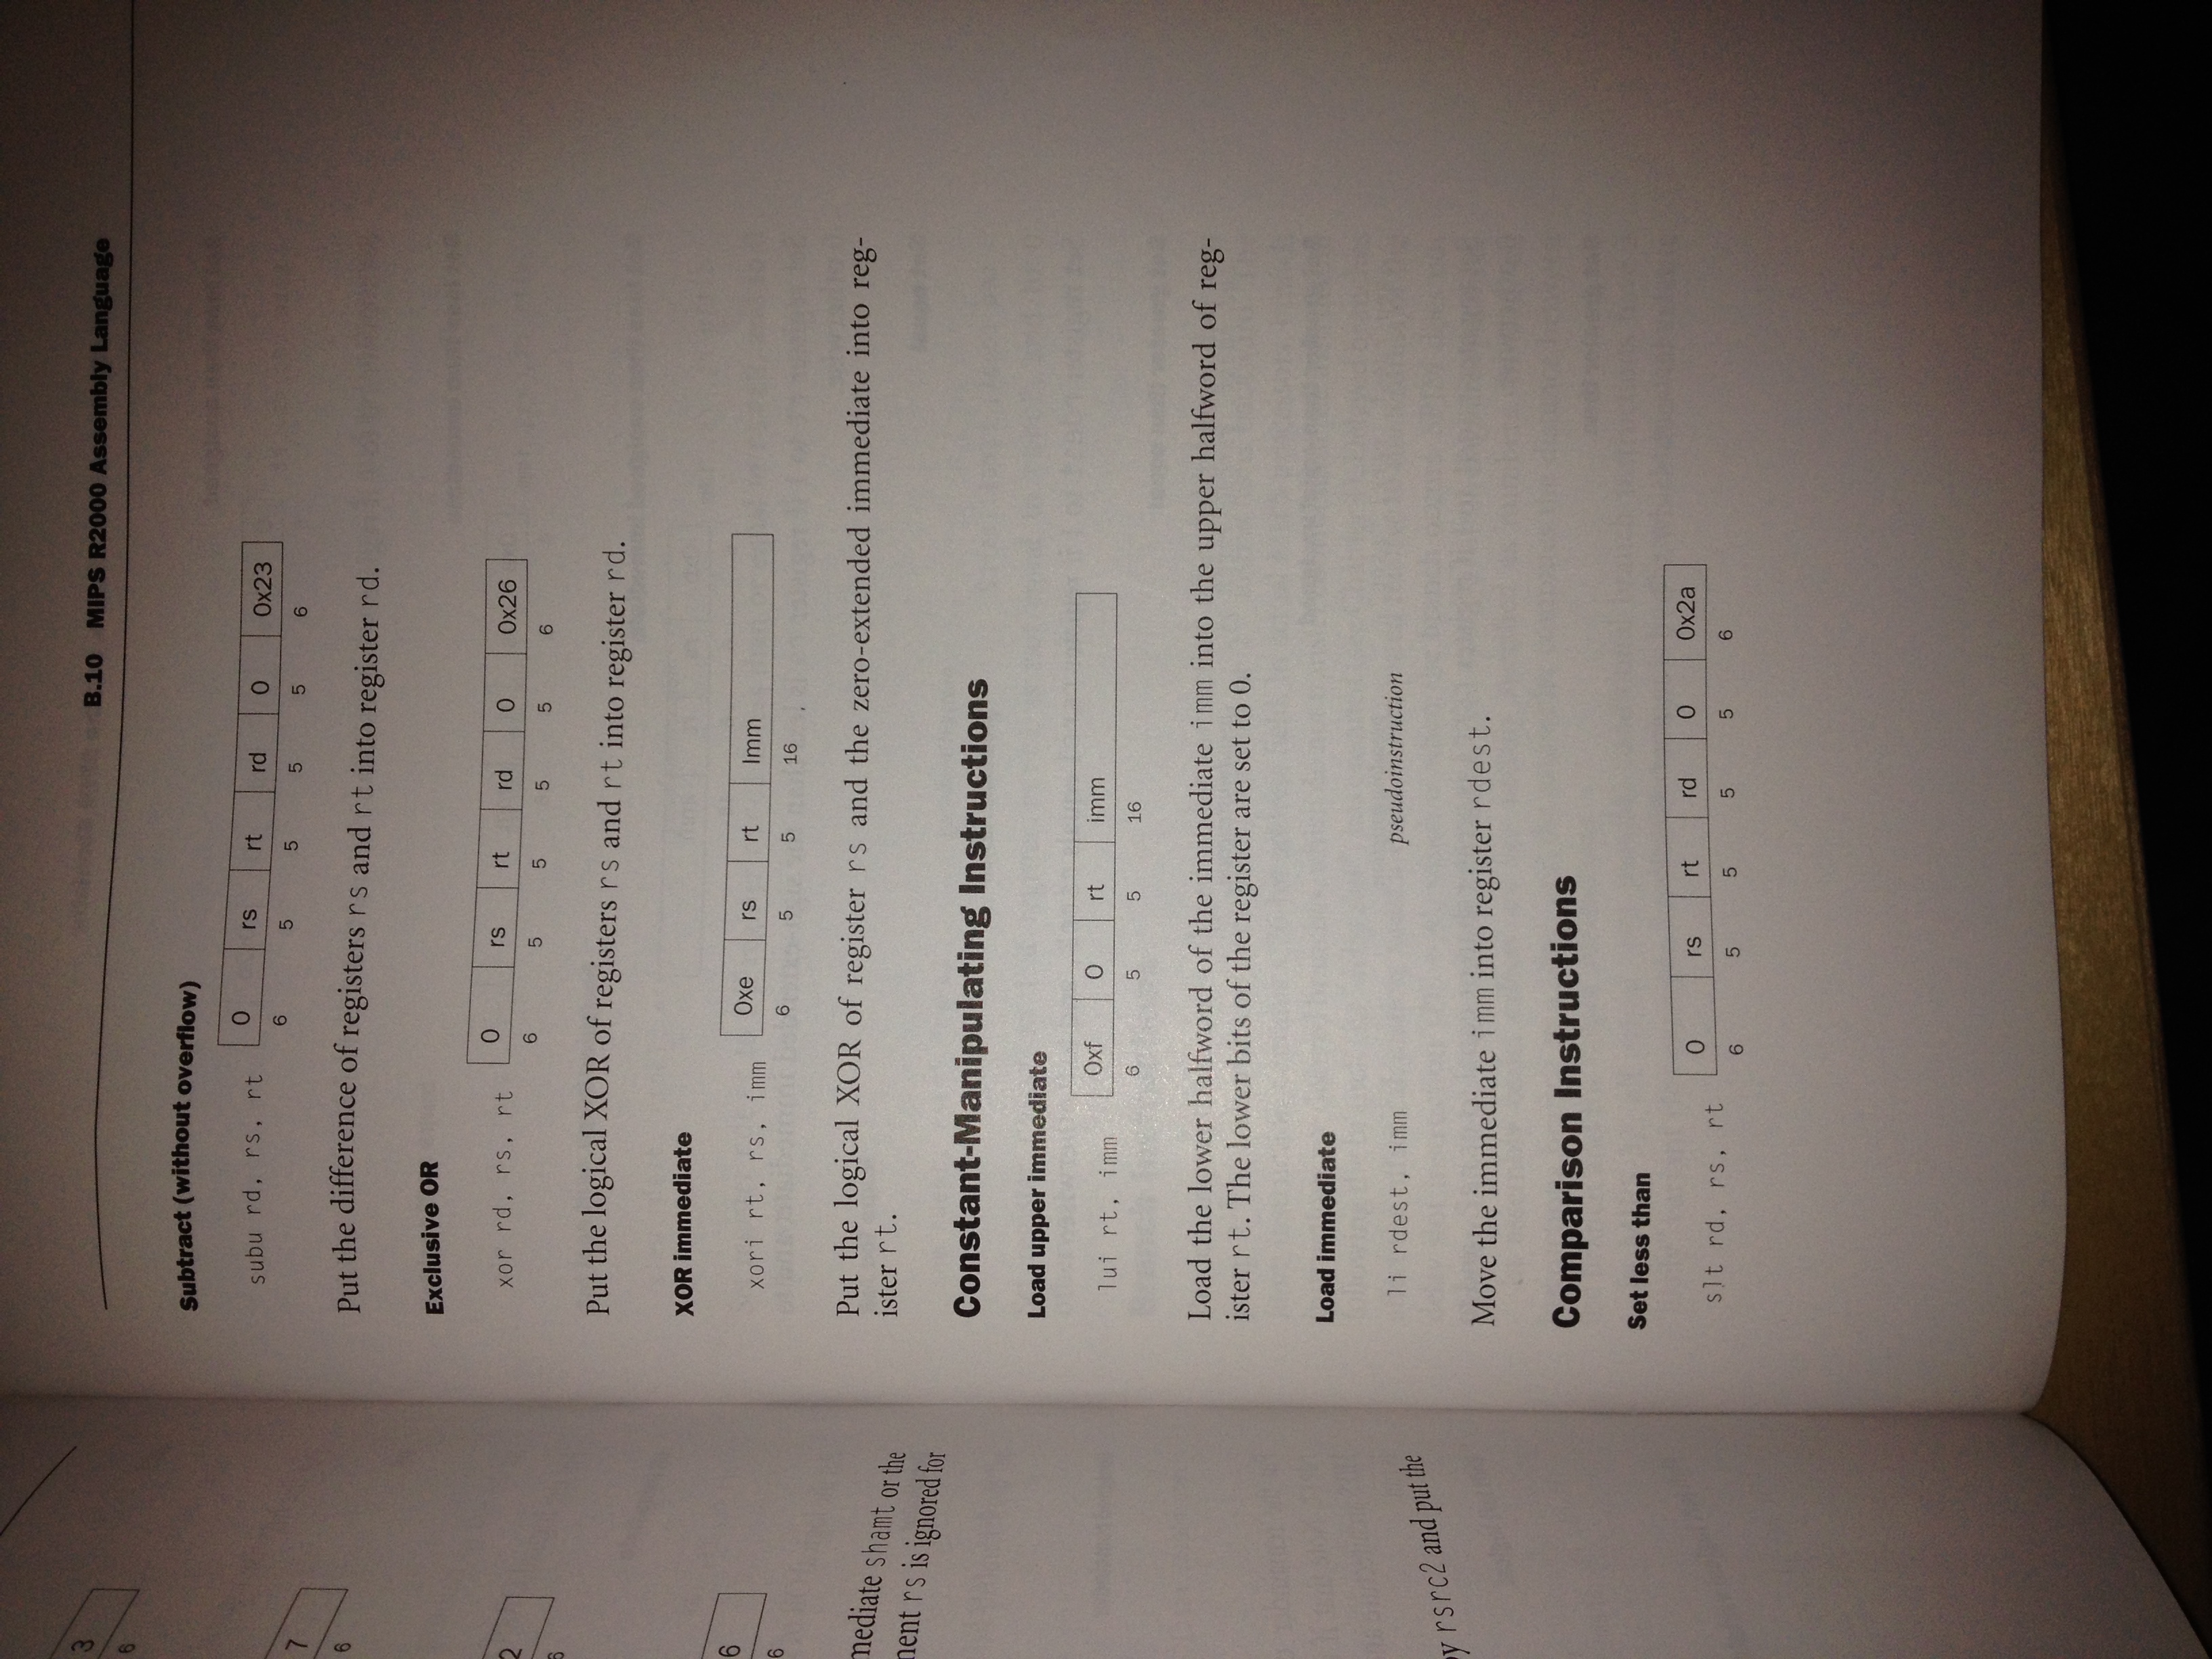 3
6
7
6
2
6
6
6
mediate shamt or the
ment rs is ignored for
by rsrc2 and put the
B.10 MIPS R2000 Assembly Language
Subtract (without overflow)
subu rd, rs, rt 0 rs rt rd 0 0x23
6 5 5 5 5 6
Put the difference of registers rs and rt into register rd.
Exclusive OR
xor rd, rs, rt 0 rs rt rd 0 0x26
6 5 5 5 5 6
Put the logical XOR of registers rs and rt into register rd.
XOR immediate
xori rt, rs, imm 0xe rs rt Imm
6 5 5 16
Put the logical XOR of register rs and the zero-extended immediate into reg-
ister rt.
Constant-Manipulating Instructions
Load upper immediate
lui rt, imm 0xf 0 rt imm
6 5 5 16
Load the lower halfword of the immediate imm into the upper halfword of reg-
ister rt. The lower bits of the register are set to 0.
Load immediate
li rdest, imm pseudoinstruction
Move the immediate imm into register rdest.
Comparison Instructions
Set less than
slt rd, rs, rt 0 rs rt rd 0 0x2a
6 5 5 5 5 6